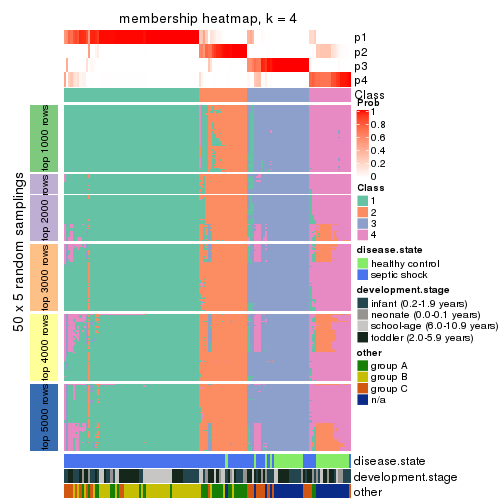 membership heatmap, k = 4
p1
p2
p3
p4
Class
Prob
1
0.8
0.6
0.4
0.2
0
Class
1
2
3
4
disease.state
healthy control
septic shock
development.stage
infant (0.2-1.9 years)
neonate (0.0-0.1 years)
school-age (6.0-10.9 years)
toddler (2.0-5.9 years)
other
group A
group B
group C
n/a
50 x 5 random samplings
top 1000 rows
top 2000 rows
top 3000 rows
top 4000 rows
top 5000 rows
disease.state
development.stage
other